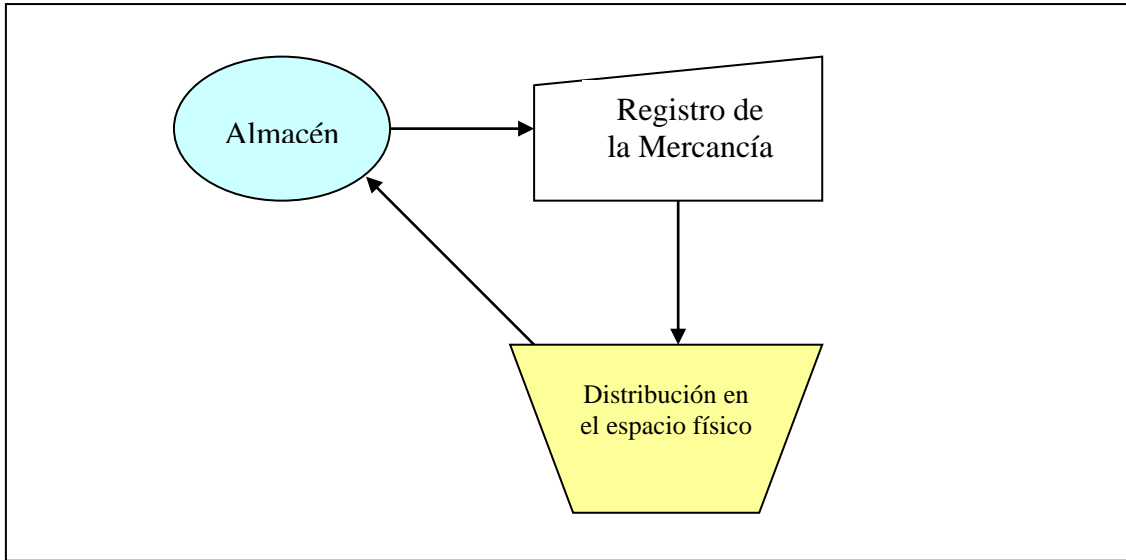 Almacén
Registro de
la Mercancía
Distribución en
el espacio físico